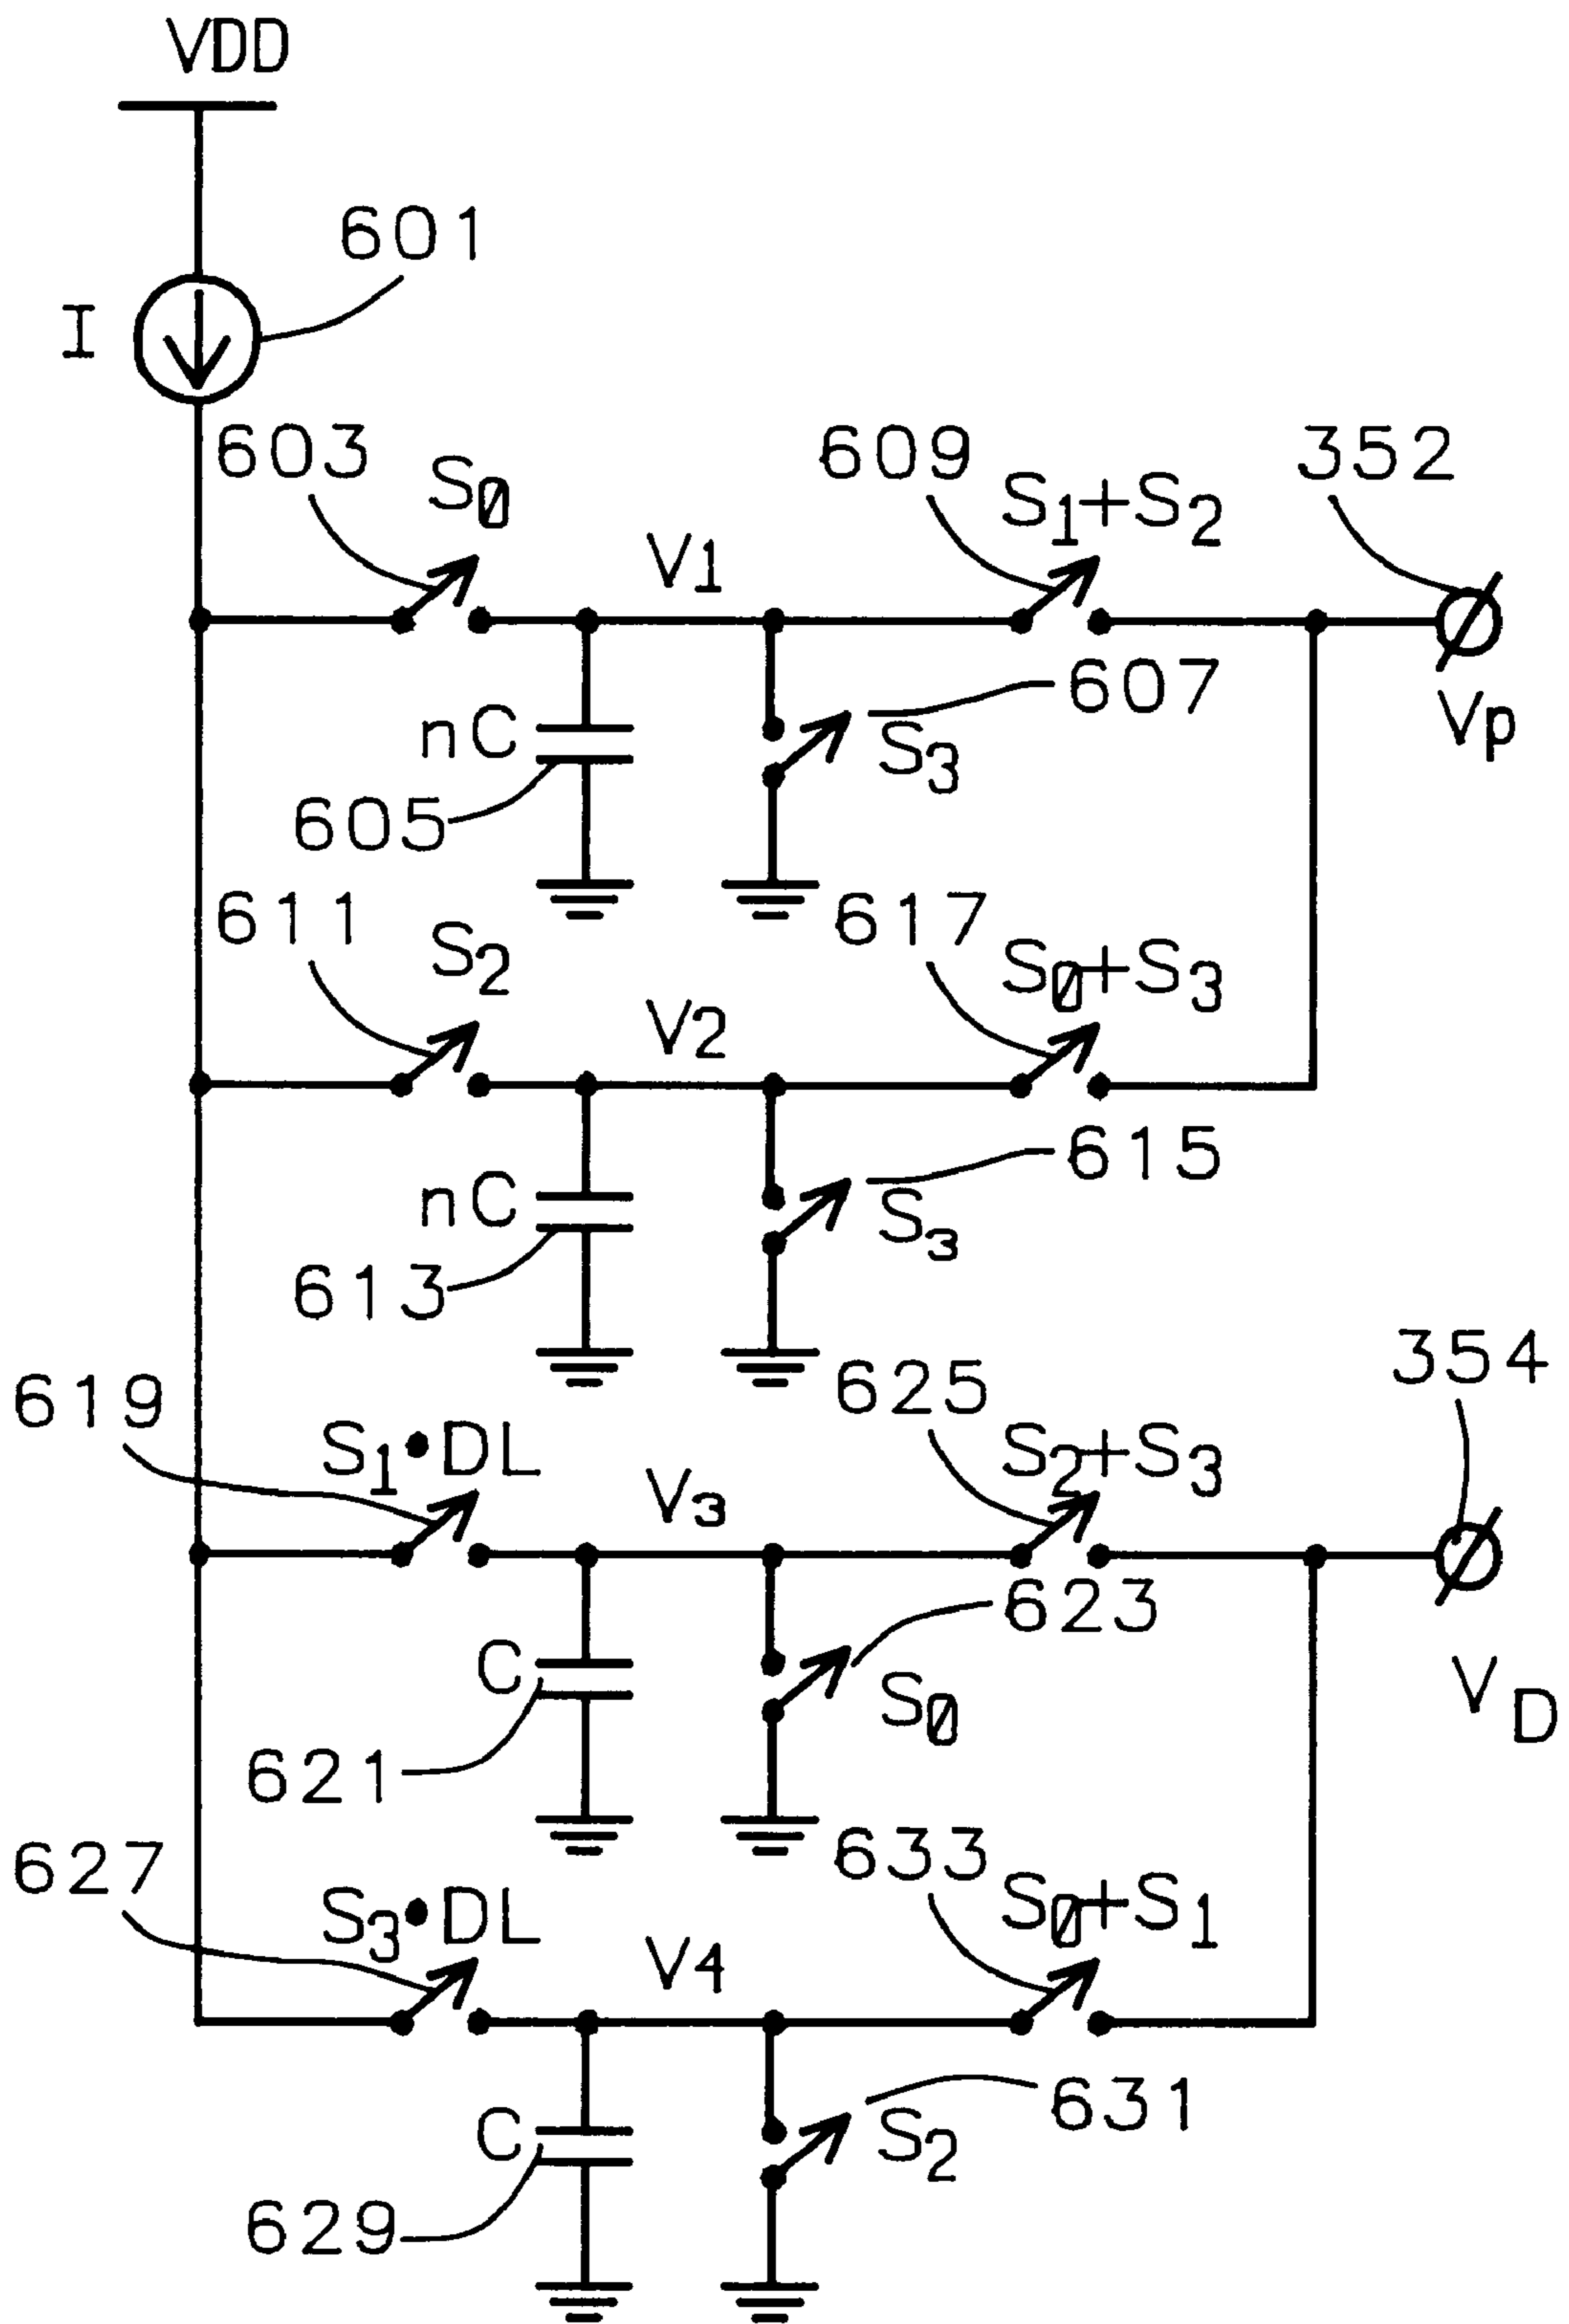 VDD
601
I
603 S0 609 S1+S2 352
V1
nC 607
S3 Vp
605
611 S2 617 S0+S3
V2
nC 615
S3
613
619 S1•DL 625 S2+S3 354
V3
C 623
S0
621 VD
627 S3•DL 633 S0+S1
V4
C 631
S2
629